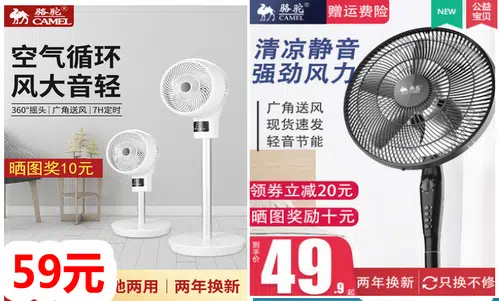 骆驼
CAMEL
空气循环
风大音轻
360°摇头 | 广角送风 | 7H定时
晒图奖10元
59元
地两用 | 两年换新
骆驼
CAMEL
赠运费险
NEW
公益
宝贝
清凉静音
强劲风力
广角送风
现货速发
轻音节能
领券立减20元
晒图奖励十元
到手价
49.9起
两年换新
只换不修